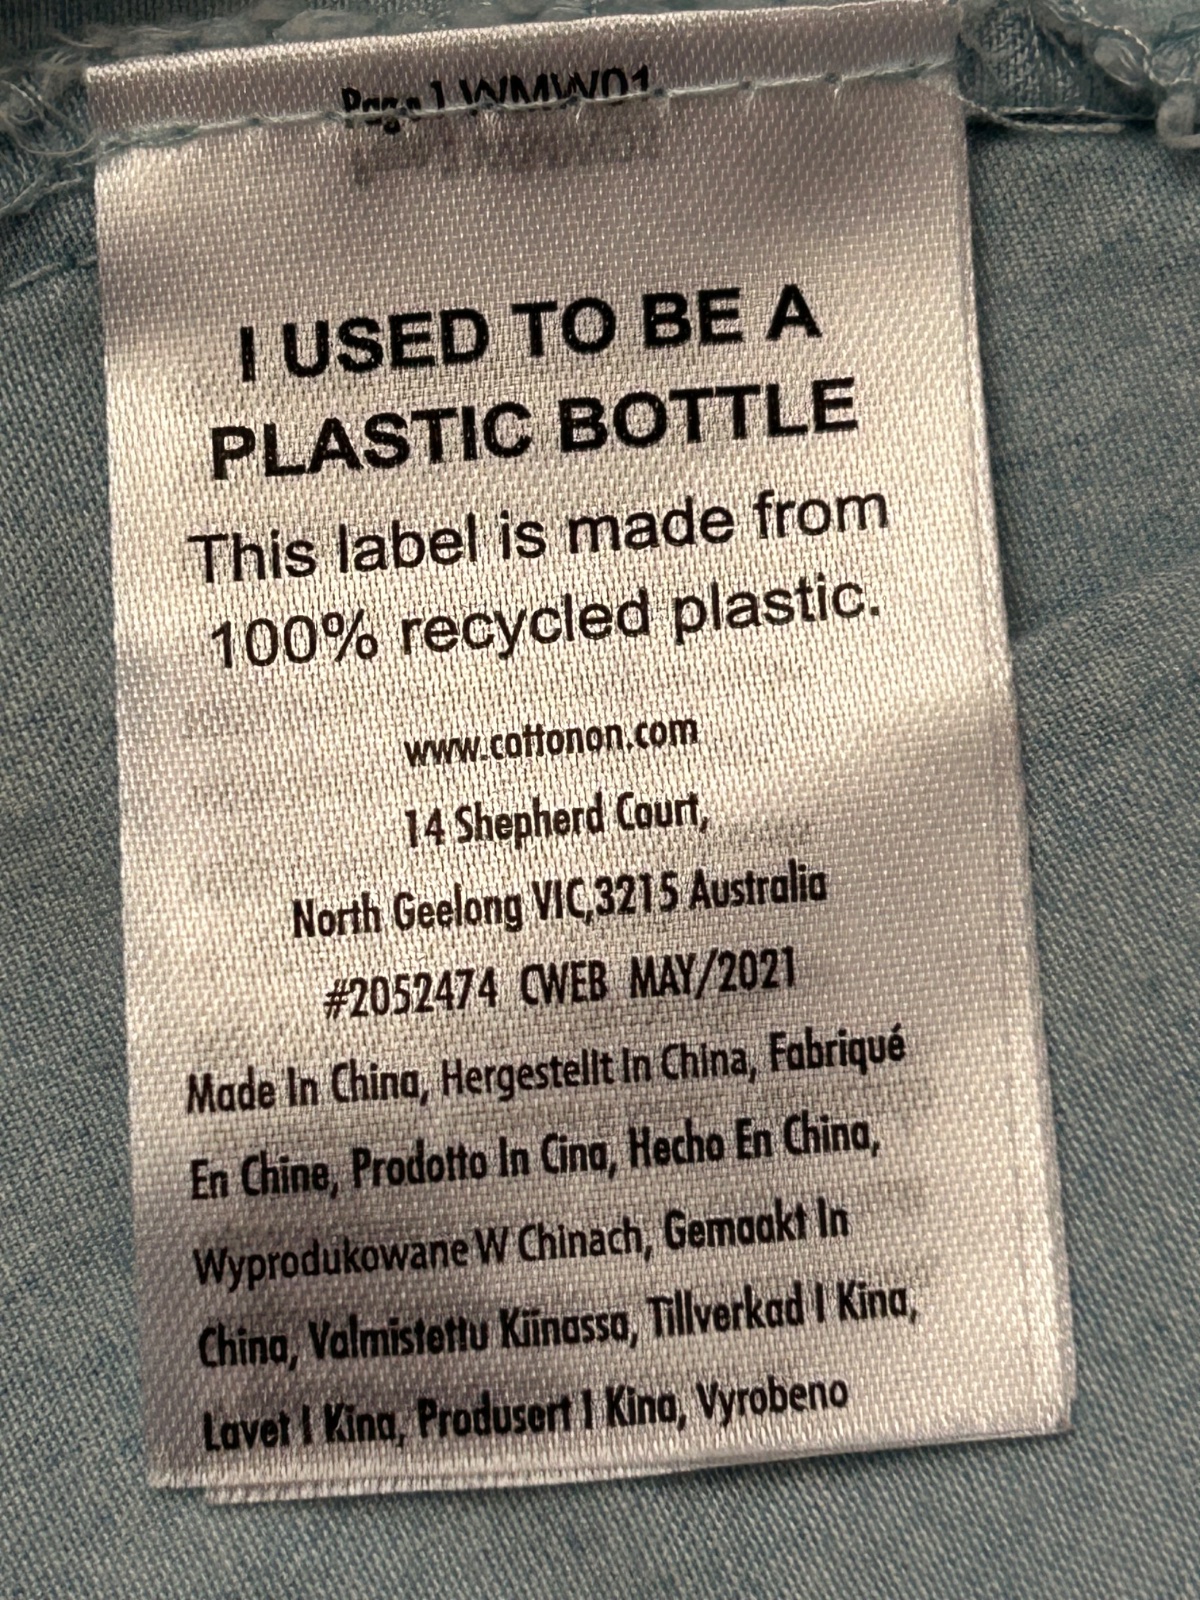 Page 1 WMW01
I USED TO BE A
PLASTIC BOTTLE
This label is made from
100% recycled plastic.
www.cottonon.com
14 Shepherd Court,
North Geelong VIC,3215 Australia
#2052474 CWEB MAY/2021
Made In China, Hergestellt In China, Fabriqué
En Chine, Prodotto In Cina, Hecho En China,
Wyprodukowane W Chinach, Gemaakt In
China, Valmistettu Kiinassa, Tillverkad I Kina,
Lavet I Kina, Produsert I Kina, Vyrobeno